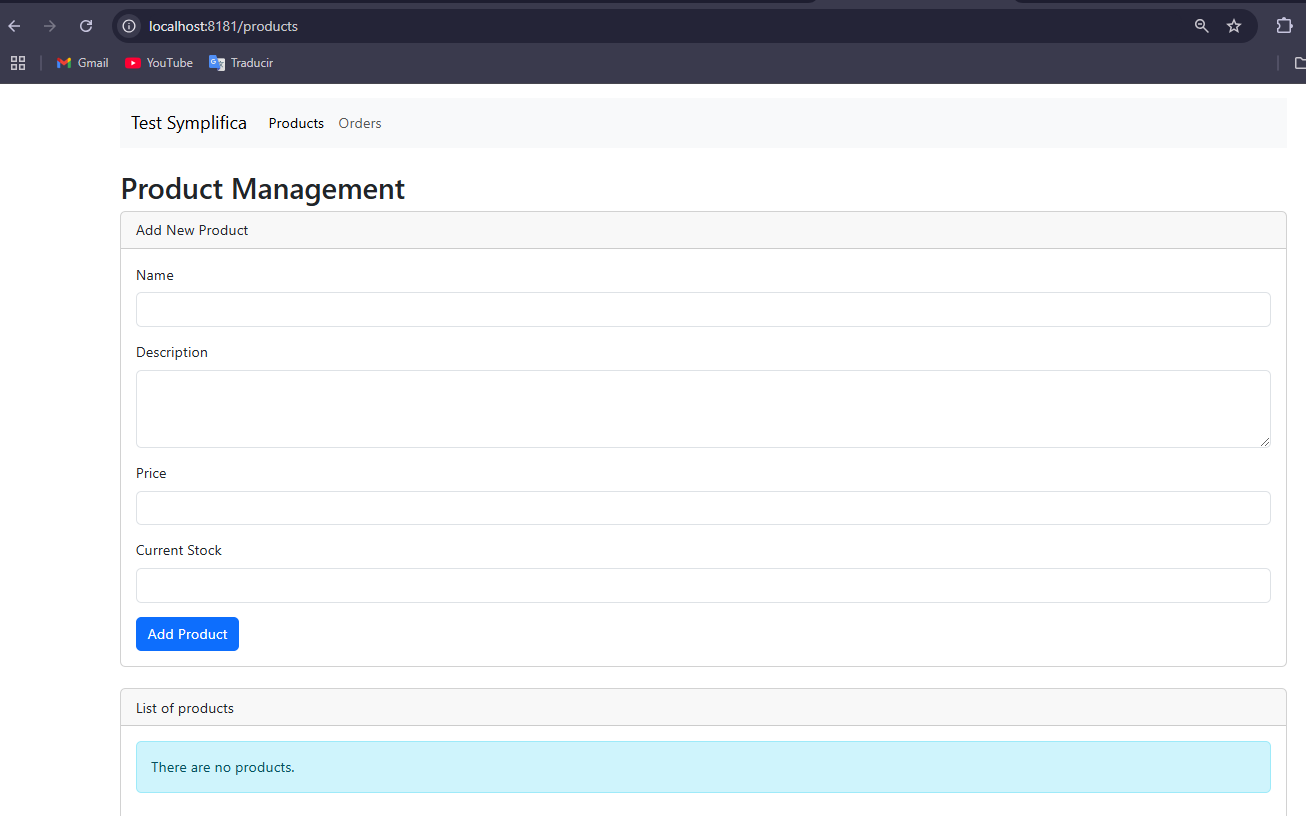 localhost:8181/products
Gmail YouTube Traducir
Test Symplifica Products Orders
Product Management
Add New Product
Name
Description
Price
Current Stock
Add Product
List of products
There are no products.